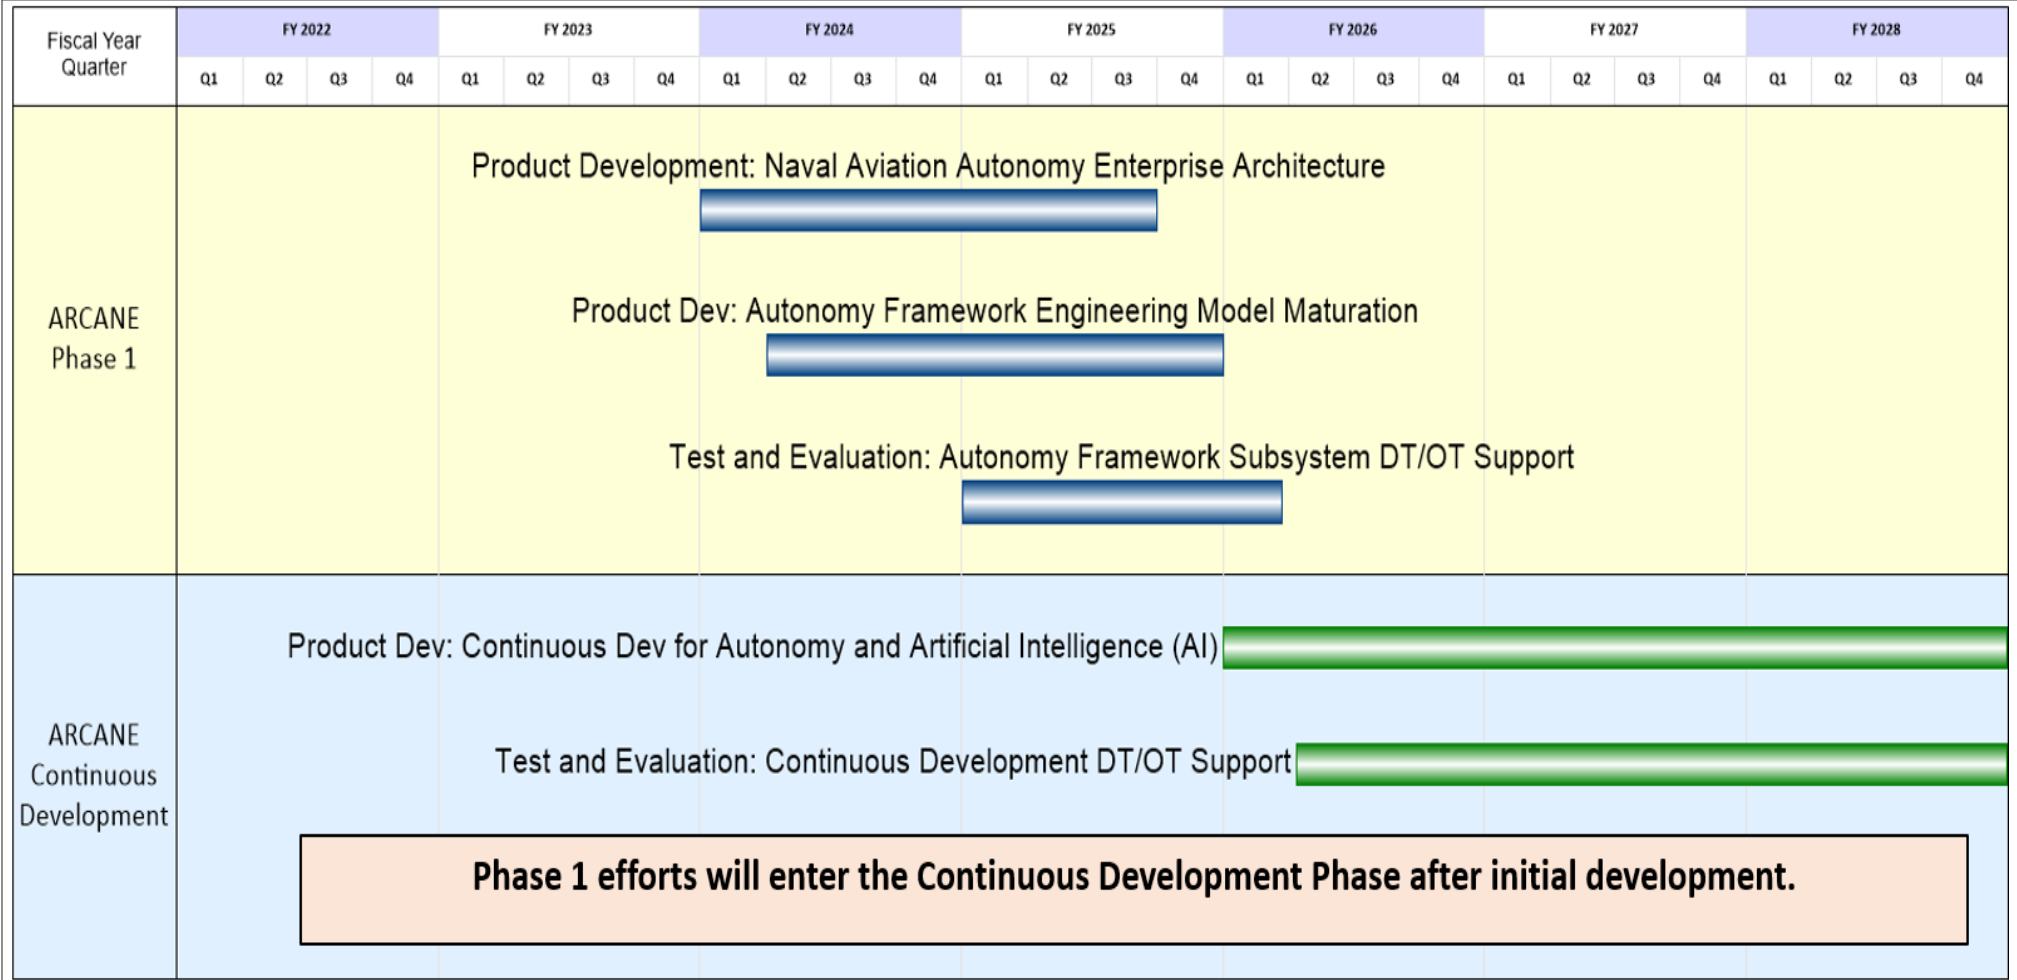 Fiscal Year
Quarter
FY 2022 FY 2023 FY 2024 FY 2025 FY 2026 FY 2027 FY 2028
Q1 Q2 Q3 Q4 Q1 Q2 Q3 Q4 Q1 Q2 Q3 Q4 Q1 Q2 Q3 Q4 Q1 Q2 Q3 Q4 Q1 Q2 Q3 Q4 Q1 Q2 Q3 Q4
ARCANE
Phase 1
Product Development: Naval Aviation Autonomy Enterprise Architecture
Product Dev: Autonomy Framework Engineering Model Maturation
Test and Evaluation: Autonomy Framework Subsystem DT/OT Support
ARCANE
Continuous
Development
Product Dev: Continuous Dev for Autonomy and Artificial Intelligence (AI)
Test and Evaluation: Continuous Development DT/OT Support
Phase 1 efforts will enter the Continuous Development Phase after initial development.